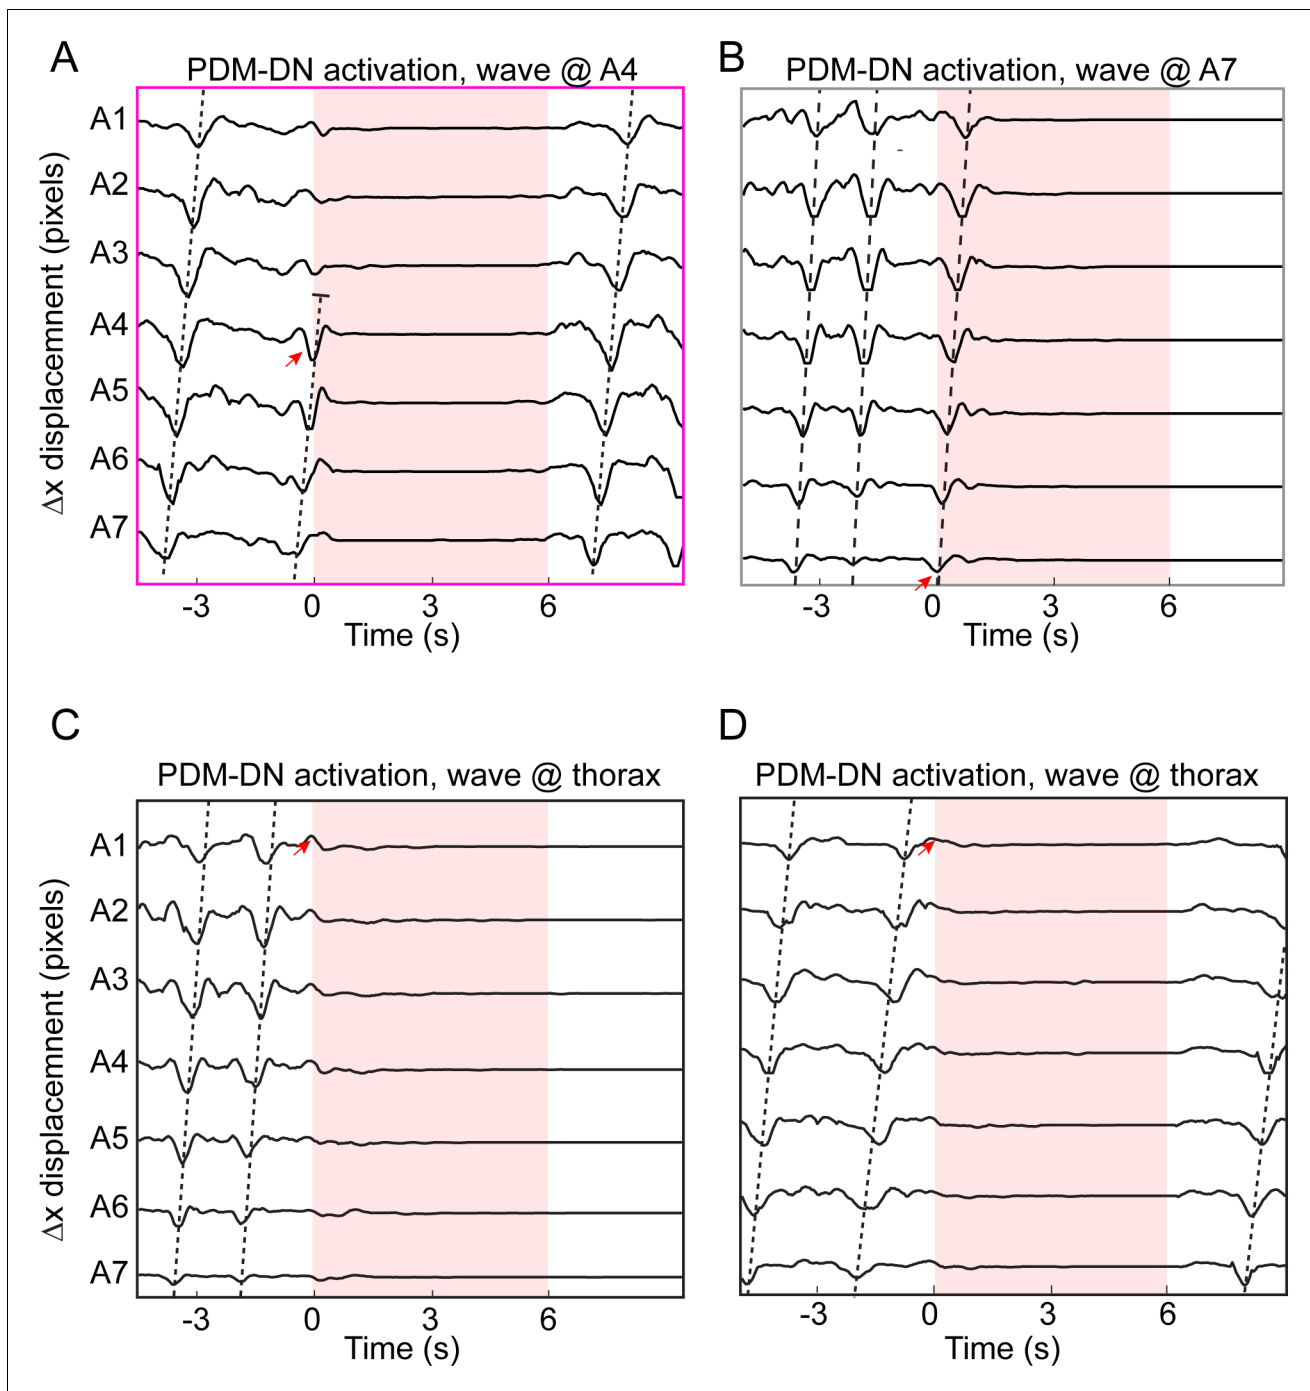 A
PDM-DN activation, wave @ A4
Δx displacemnent (pixels)
A1
A2
A3
A4
A5
A6
A7
-3 0 3 6
Time (s)
B
PDM-DN activation, wave @ A7
-3 0 3 6
Time (s)
C
PDM-DN activation, wave @ thorax
Δx displacemnent (pixels)
A1
A2
A3
A4
A5
A6
A7
-3 0 3 6
Time (s)
D
PDM-DN activation, wave @ thorax
-3 0 3 6
Time (s)